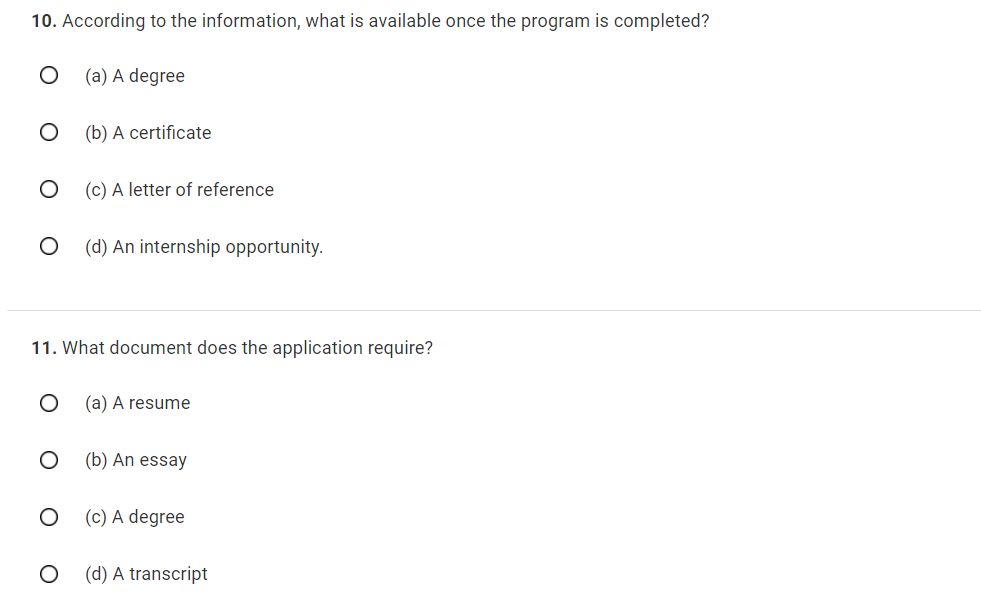 10. According to the information, what is available once the program is completed?
(a) A degree
(b) A certificate
(c) A letter of reference
(d) An internship opportunity.
11. What document does the application require?
(a) A resume
(b) An essay
(c) A degree
(d) A transcript